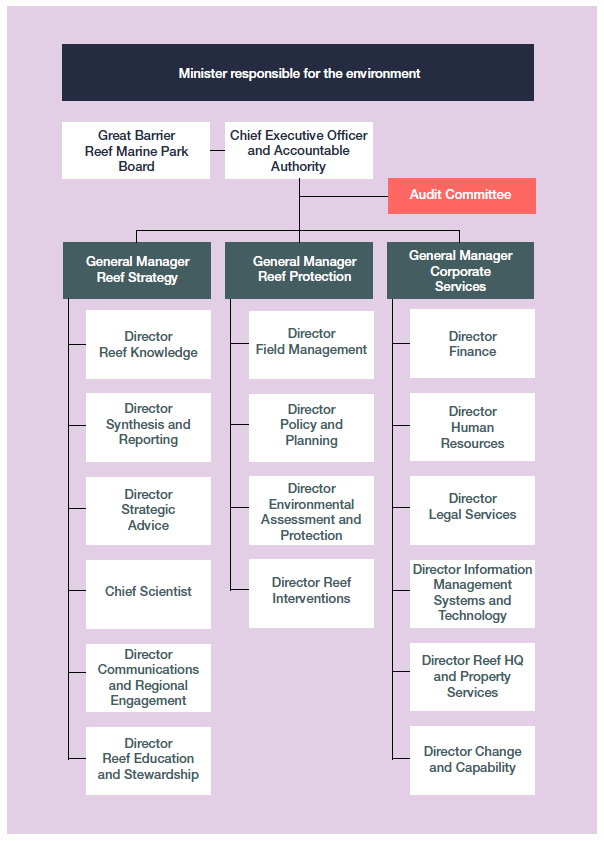 Minister responsible for the environment
Great Barrier
Reef Marine Park
Board
Chief Executive Officer
and Accountable
Authority
Audit Committee
General Manager
Reef Strategy
General Manager
Reef Protection
General Manager
Corporate
Services
Director
Reef Knowledge
Director
Synthesis and
Reporting
Director
Strategic
Advice
Chief Scientist
Director
Communications
and Regional
Engagement
Director
Reef Education
and Stewardship
Director
Field Management
Director
Policy and
Planning
Director
Environmental
Assessment and
Protection
Director Reef
Interventions
Director
Finance
Director
Human
Resources
Director
Legal Services
Director Information
Management
Systems and
Technology
Director Reef HQ
and Property
Services
Director Change
and Capability